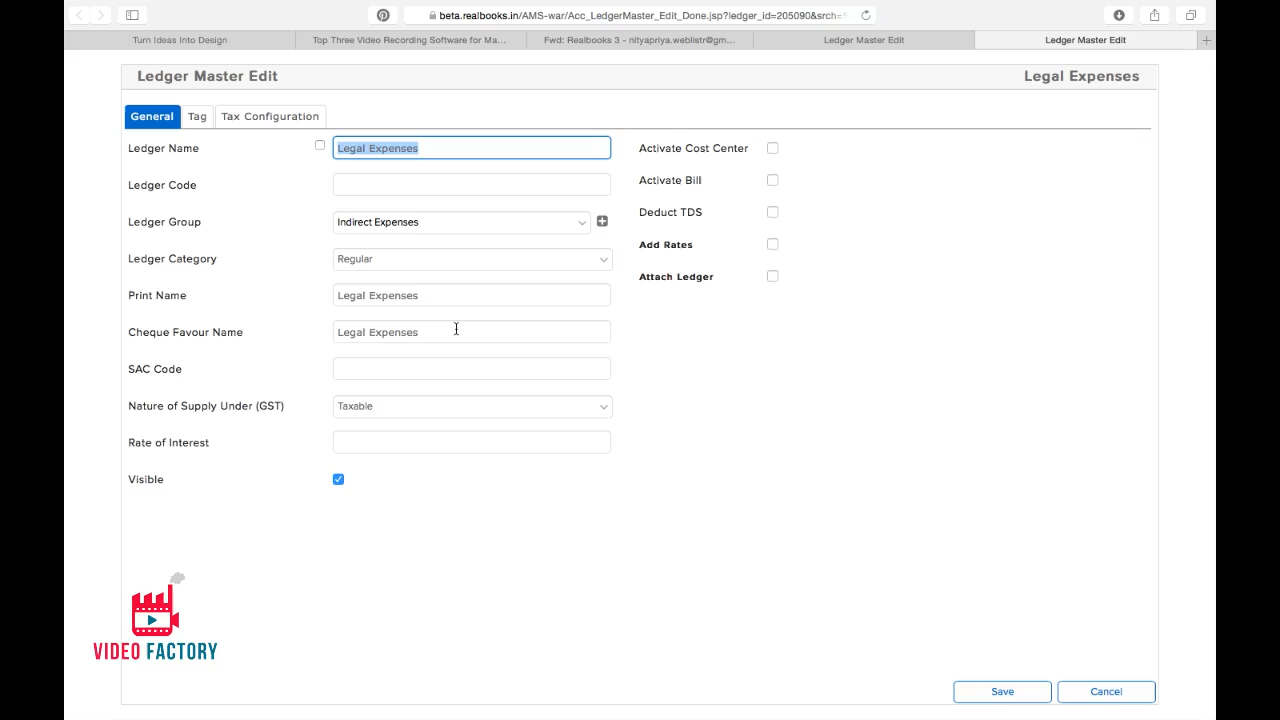 beta.realbooks.in/AMS-war/Acc_LedgerMaster_Edit_Done.jsp?ledger_id=205090&srch=
Turn Ideas Into Design
Top Three Video Recording Software for Ma...
Fwd: Realbooks 3 - nityapriya.weblistr@gm...
Ledger Master Edit
Ledger Master Edit
Ledger Master Edit
Legal Expenses
General
Tag
Tax Configuration
Ledger Name
Legal Expenses
Activate Cost Center
Ledger Code
Activate Bill
Ledger Group
Indirect Expenses
Deduct TDS
Add Rates
Ledger Category
Regular
Attach Ledger
Print Name
Legal Expenses
Cheque Favour Name
Legal Expenses
SAC Code
Nature of Supply Under (GST)
Taxable
Rate of Interest
Visible
VIDEO FACTORY
Save
Cancel